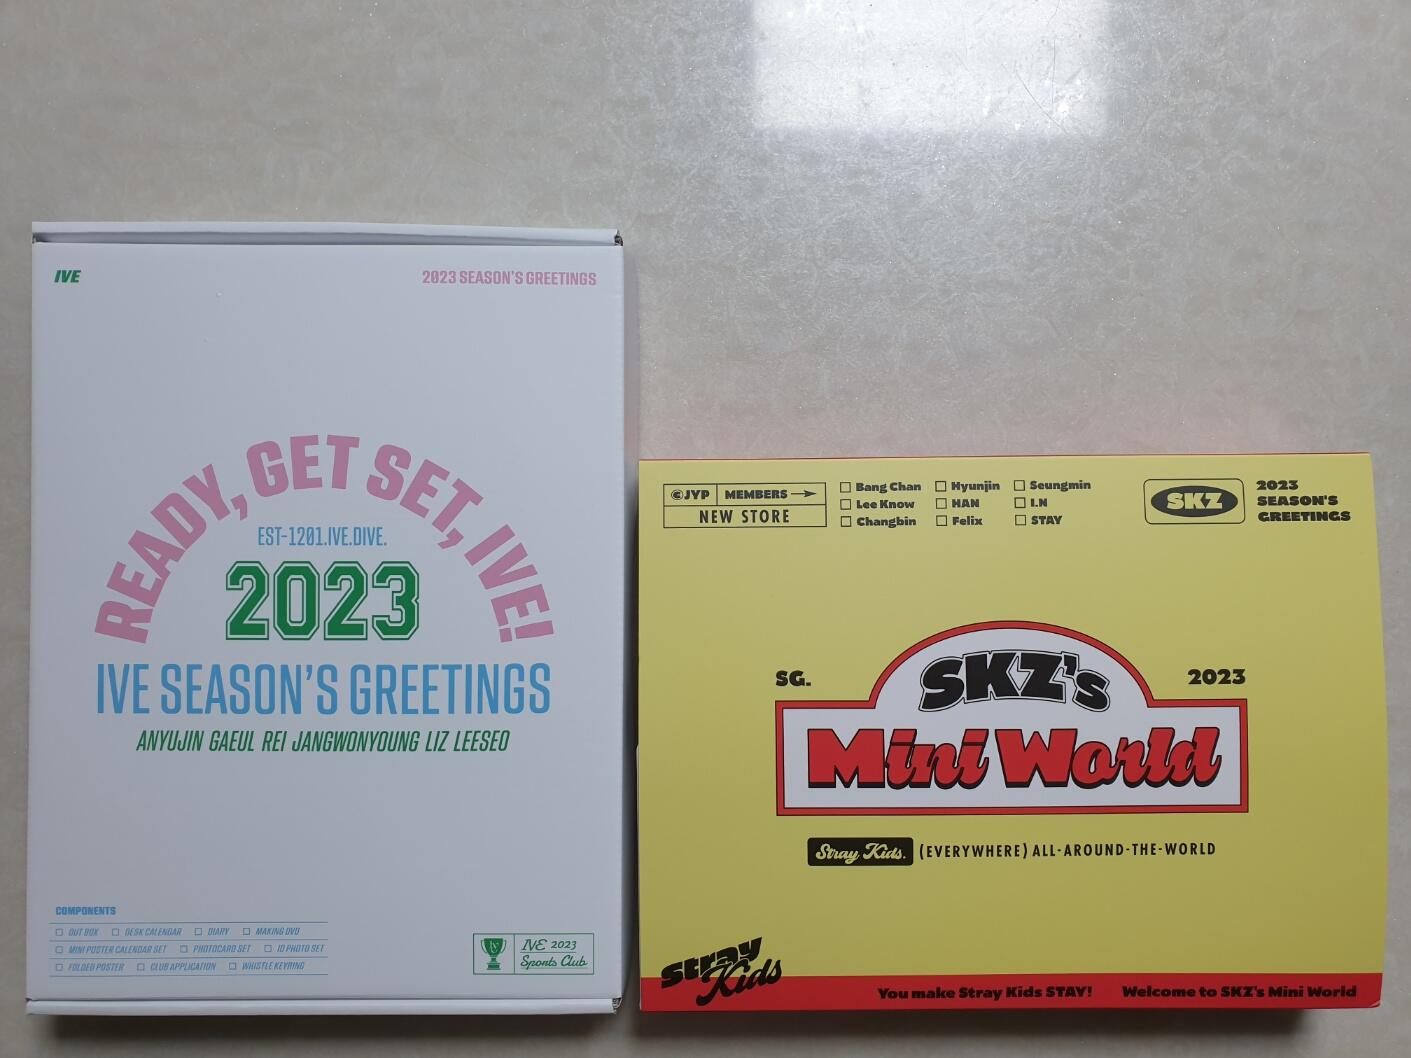 IVE
2023 SEASON'S GREETINGS
READY, GET SET, IVE!
EST-1201.IVE.DIVE.
2023
IVE SEASON'S GREETINGS
ANYUJIN GAEUL REI JANGWONYOUNG LIZ LEESEO
COMPONENTS
OUT BOX DESK CALENDAR DIARY MAKING DVD
MINI POSTER CALENDAR SET PHOTOCARD SET ID PHOTO SET
FOLDED POSTER CLUB APPLICATION WHISTLE KEYRING
IVE 2023
Sports Club
©JYP MEMBERS →
NEW STORE
Bang Chan Hyunjin Seungmin
Lee Know HAN I.N
Changbin Felix STAY
SKZ
2023
SEASON'S
GREETINGS
SG.
SKZ's
2023
Mini World
Stray Kids. (EVERYWHERE) ALL-AROUND-THE-WORLD
Stray
Kids
You make Stray Kids STAY! Welcome to SKZ's Mini World